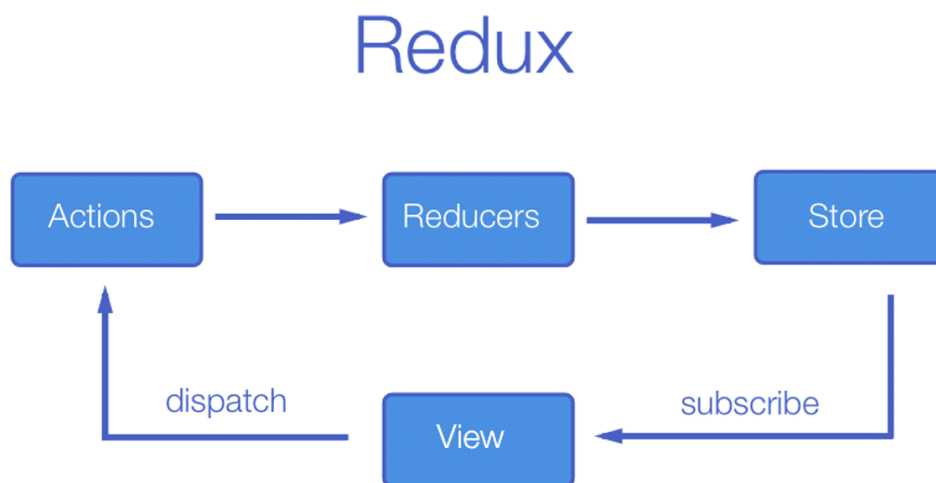 Redux
Actions
Reducers
Store
dispatch
subscribe
View